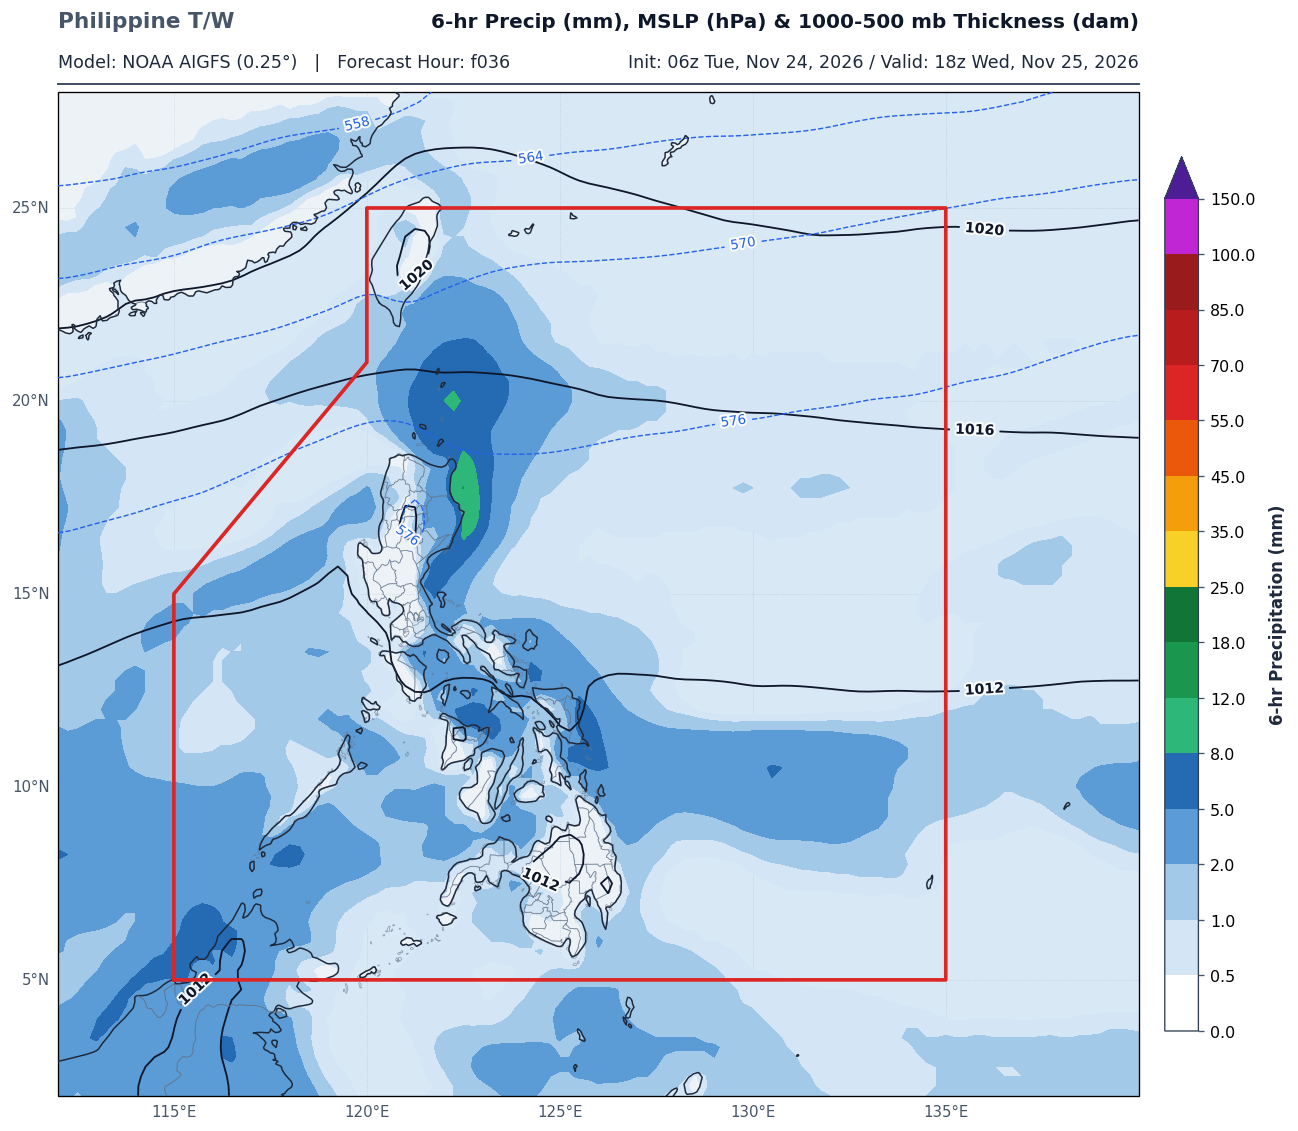 Philippine T/W
6-hr Precip (mm), MSLP (hPa) & 1000-500 mb Thickness (dam)
Model: NOAA AIGFS (0.25°) | Forecast Hour: f036
Init: 06z Tue, Nov 24, 2026 / Valid: 18z Wed, Nov 25, 2026
558
564
570
576
576
1020
1020
1016
1012
1012
1012
25°N
20°N
15°N
10°N
5°N
115°E
120°E
125°E
130°E
135°E
150.0
100.0
85.0
70.0
55.0
45.0
35.0
25.0
18.0
12.0
8.0
5.0
2.0
1.0
0.5
0.0
6-hr Precipitation (mm)